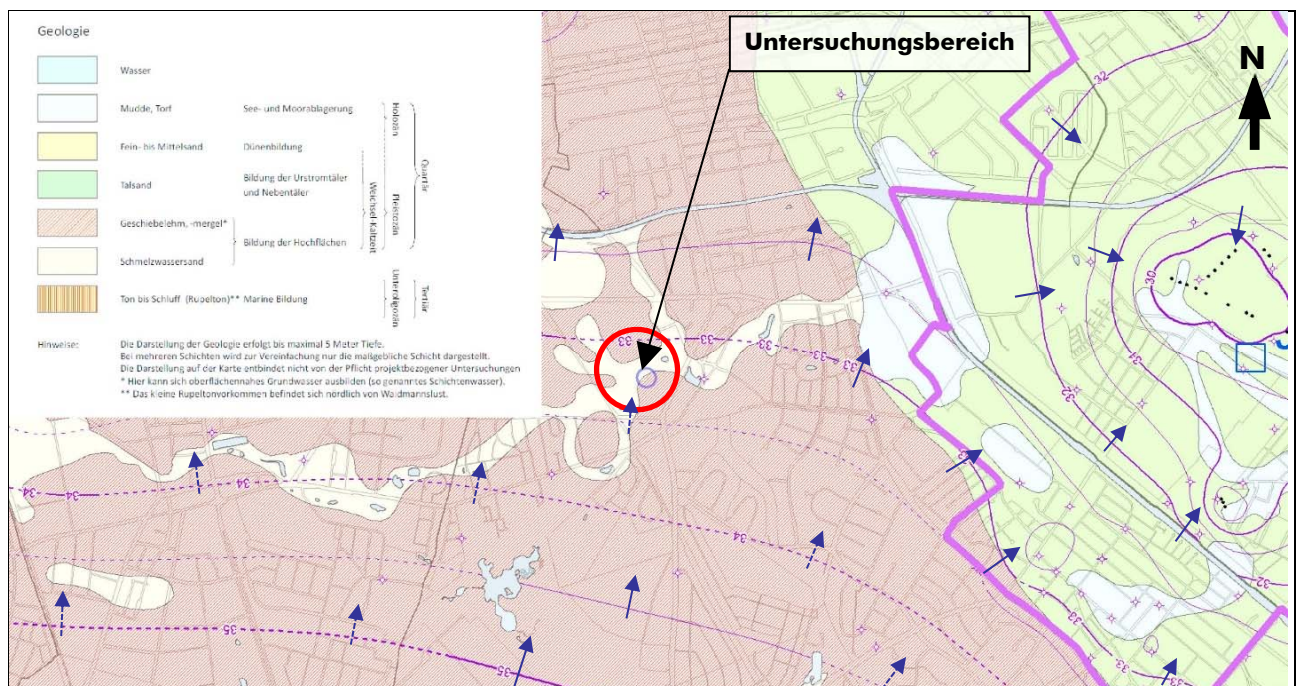 Geologie
Wasser
Mudde, Torf See- und Moorablagerung
Fein- bis Mittelsand Dünenbildung
Talsand Bildung der Urstromtäler
und Nebentäler
Geschiebelehm, -mergel*
Bildung der Hochflächen
Schmelzwassersand
Ton bis Schluff (Rupelton)** Marine Bildung
Holozän
Pleistozän
Weichsel-Kaltzeit
Quartär
Unteroligozän
Tertiär
Hinweise: Die Darstellung der Geologie erfolgt bis maximal 5 Meter Tiefe.
Bei mehreren Schichten wird zur Vereinfachung nur die maßgebliche Schicht dargestellt.
Die Darstellung auf der Karte entbindet nicht von der Pflicht projektbezogener Untersuchungen
* Hier kann sich oberflächennahes Grundwasser ausbilden (so genanntes Schichtenwasser).
** Das kleine Rupeltonvorkommen befindet sich nördlich von Waidmannslust.
Untersuchungsbereich
N
32
30
31
33
33
33
33
32
33
34
34
34
34
32
33
33
35
35